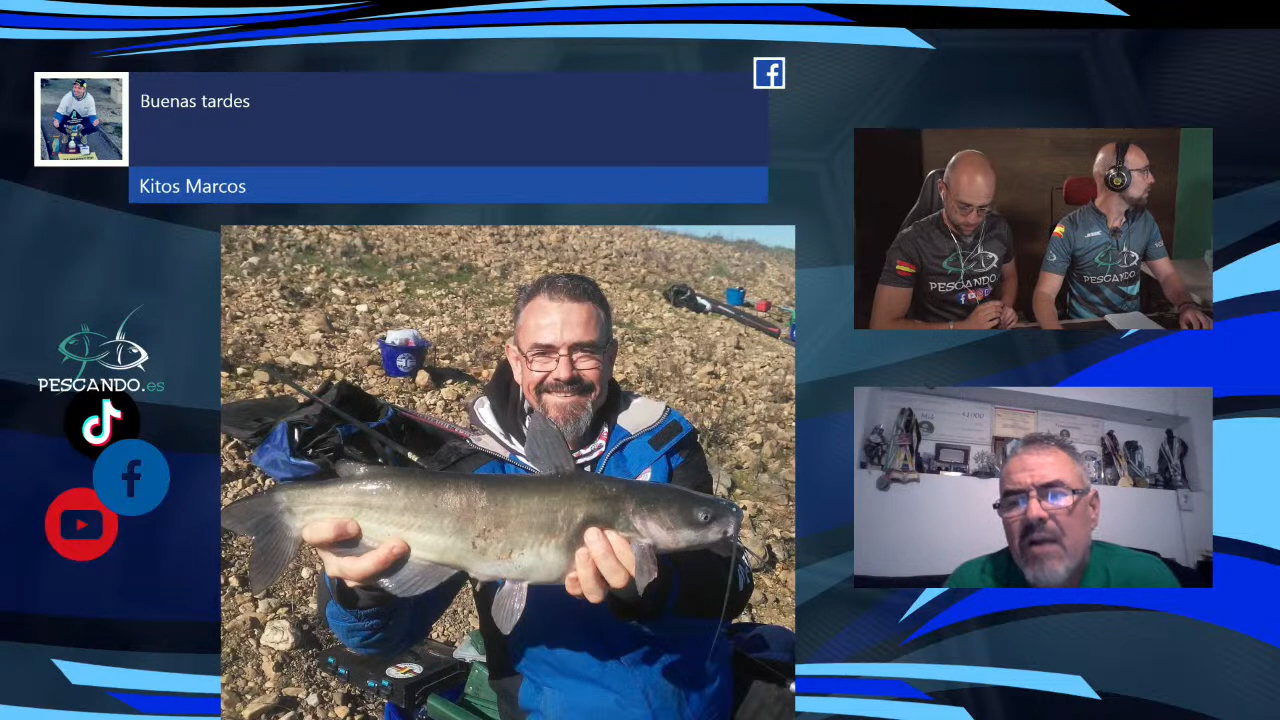 Buenas tardes
Kitos Marcos
PESCANDO.es
PESCANDO.
PESCANDO